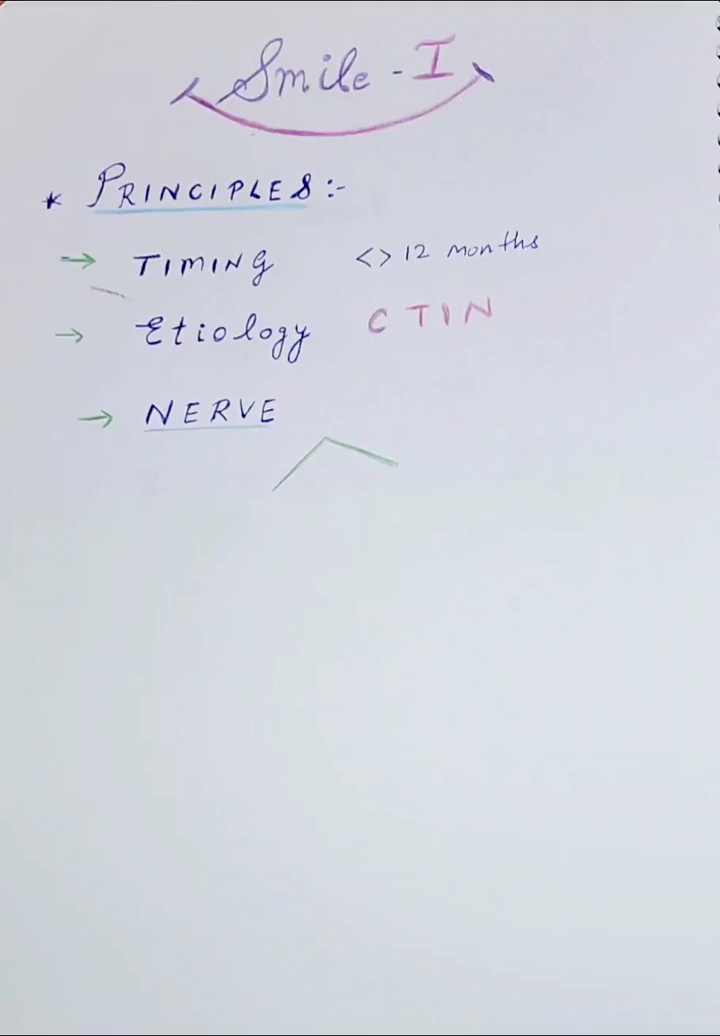 Smile - I
* PRINCIPLES :-
→ TIMING <> 12 months
→ Etiology CTIN
→ NERVE